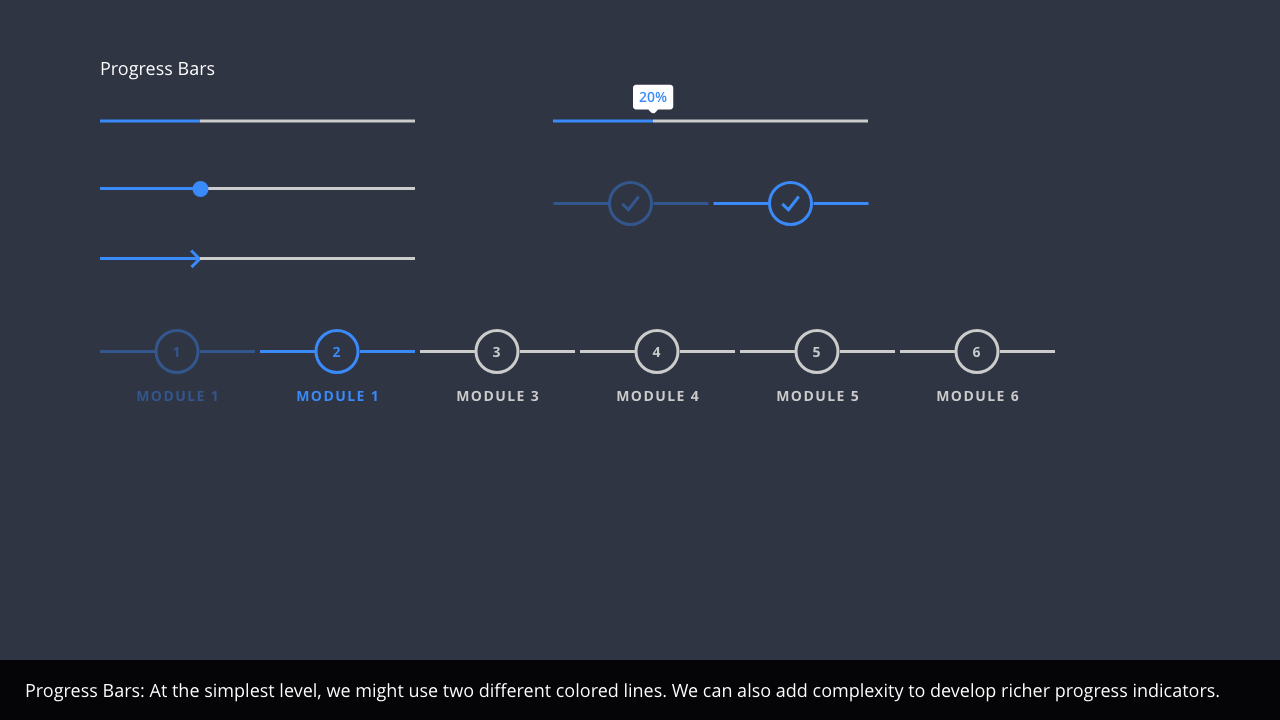 Progress Bars
20%
1 2 3 4 5 6
MODULE 1 MODULE 1 MODULE 3 MODULE 4 MODULE 5 MODULE 6
Progress Bars: At the simplest level, we might use two different colored lines. We can also add complexity to develop richer progress indicators.